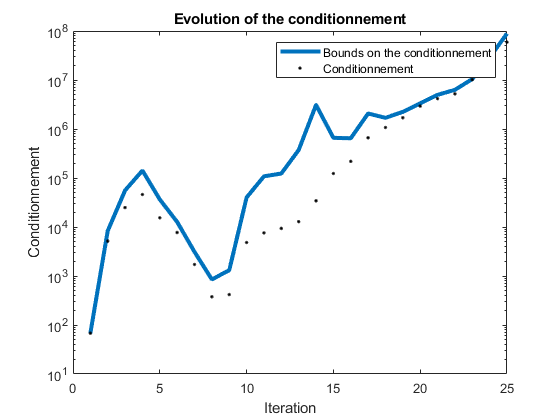 Evolution of the conditionnement
Bounds on the conditionnement
Conditionnement
10^8
10^7
10^6
10^5
10^4
10^3
10^2
10^1
Conditionnement
0 5 10 15 20 25
Iteration